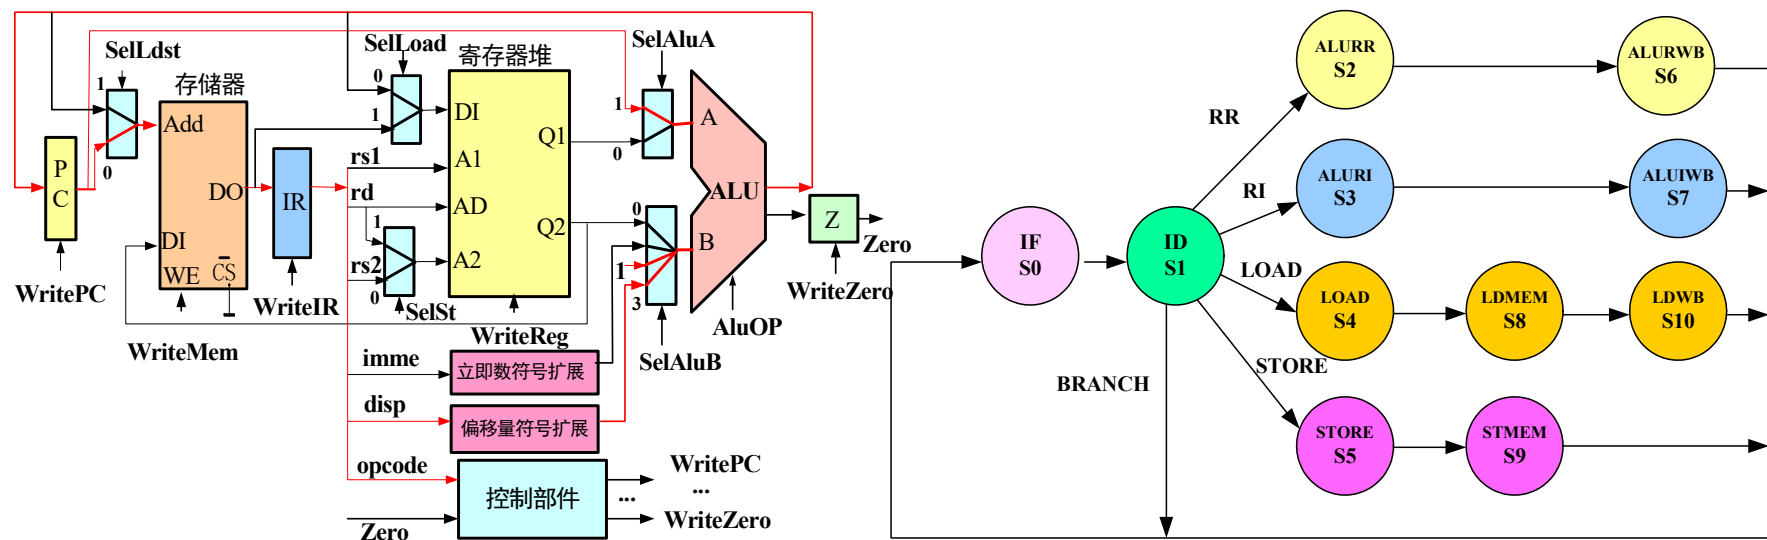 SelLdst
1
0
存储器
Add
DO
DI
WE
CS
P
C
WritePC
WriteMem
IR
WriteIR
SelLoad
0
1
寄存器堆
DI
A1
AD
A2
Q1
Q2
rs1
rd
rs2
1
0
SelSt
WriteReg
SelAluA
1
0
A
ALU
B
0
1
3
SelAluB
AluOP
Z
Zero
WriteZero
imme
立即数符号扩展
disp
偏移量符号扩展
opcode
控制部件
Zero
WritePC
...
...
WriteZero
IF
S0
ID
S1
RR
RI
LOAD
STORE
BRANCH
ALURR
S2
ALURWB
S6
ALURI
S3
ALUIWB
S7
LOAD
S4
LDMEM
S8
LDWB
S10
STORE
S5
STMEM
S9